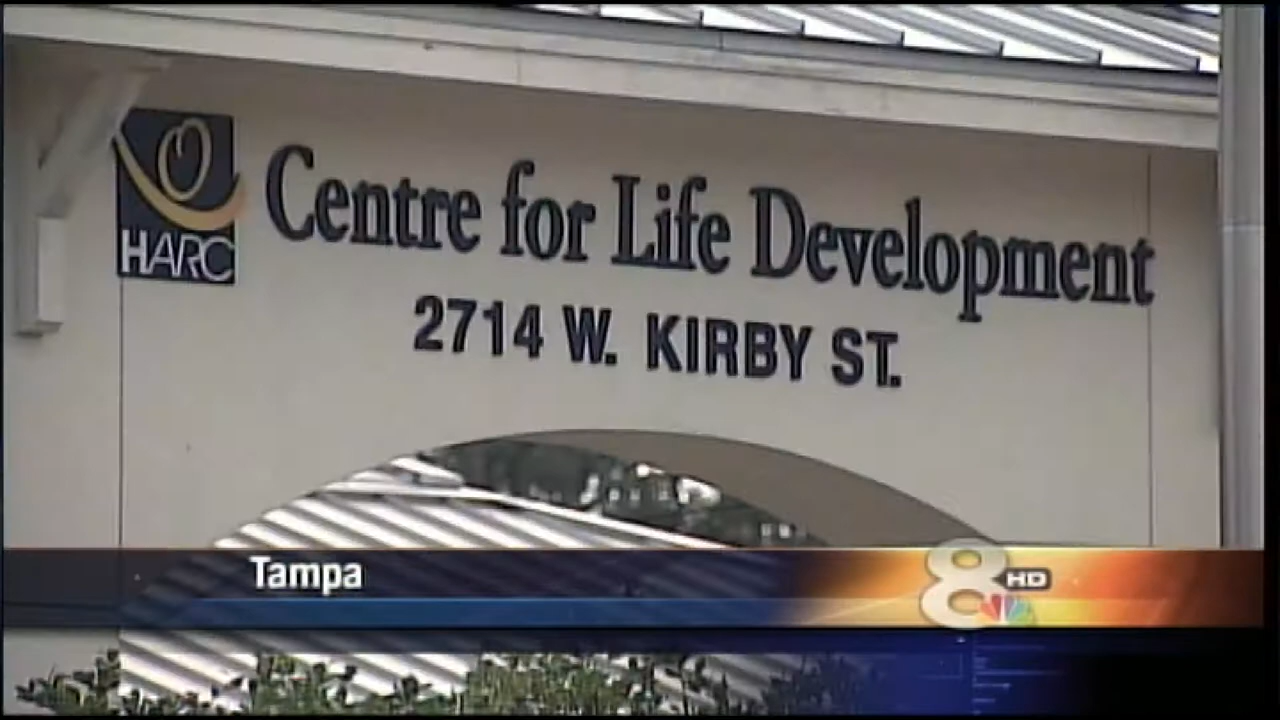 HARC
Centre for Life Development
2714 W. KIRBY ST.
Tampa
8 HD